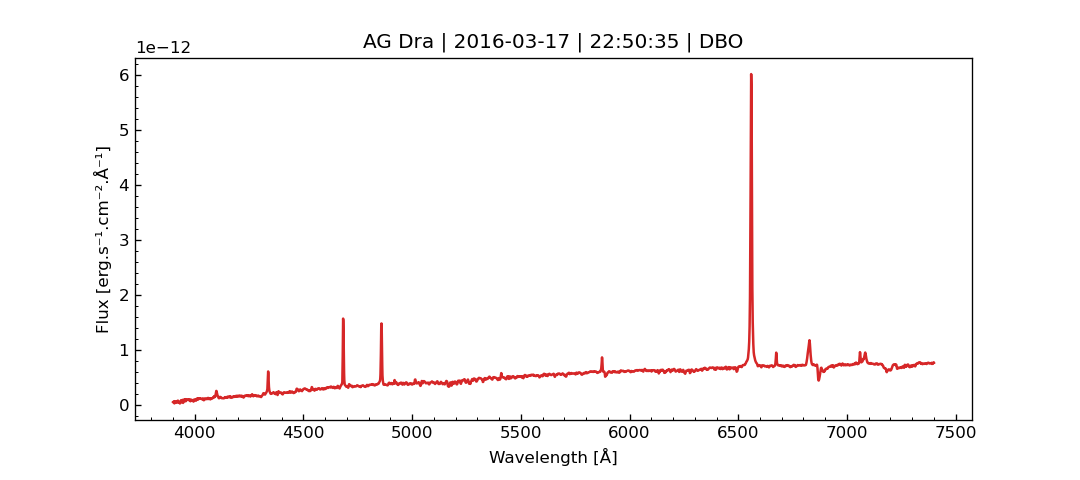 AG Dra | 2016-03-17 | 22:50:35 | DBO
1e−12
6
5
4
3
2
1
0
Flux [erg.s⁻¹.cm⁻².Å⁻¹]
4000 4500 5000 5500 6000 6500 7000 7500
Wavelength [Å]